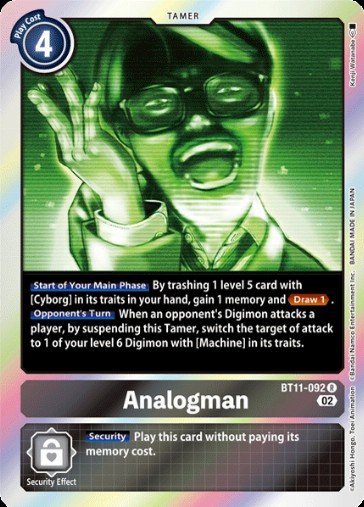 TAMER
Play Cost
4
Start of Your Main Phase By trashing 1 level 5 card with
[Cyborg] in its traits in your hand, gain 1 memory and Draw 1 .
Opponent's Turn When an opponent's Digimon attacks a
player, by suspending this Tamer, switch the target of attack
to 1 of your level 6 Digimon with [Machine] in its traits.
BT11-092 R
02
Analogman
Security Play this card without paying its
memory cost.
Security Effect
Kenji Watanabe
©Akiyoshi Hongo, Toei Animation ©Bandai Namco Entertainment Inc. BANDAI MADE IN JAPAN